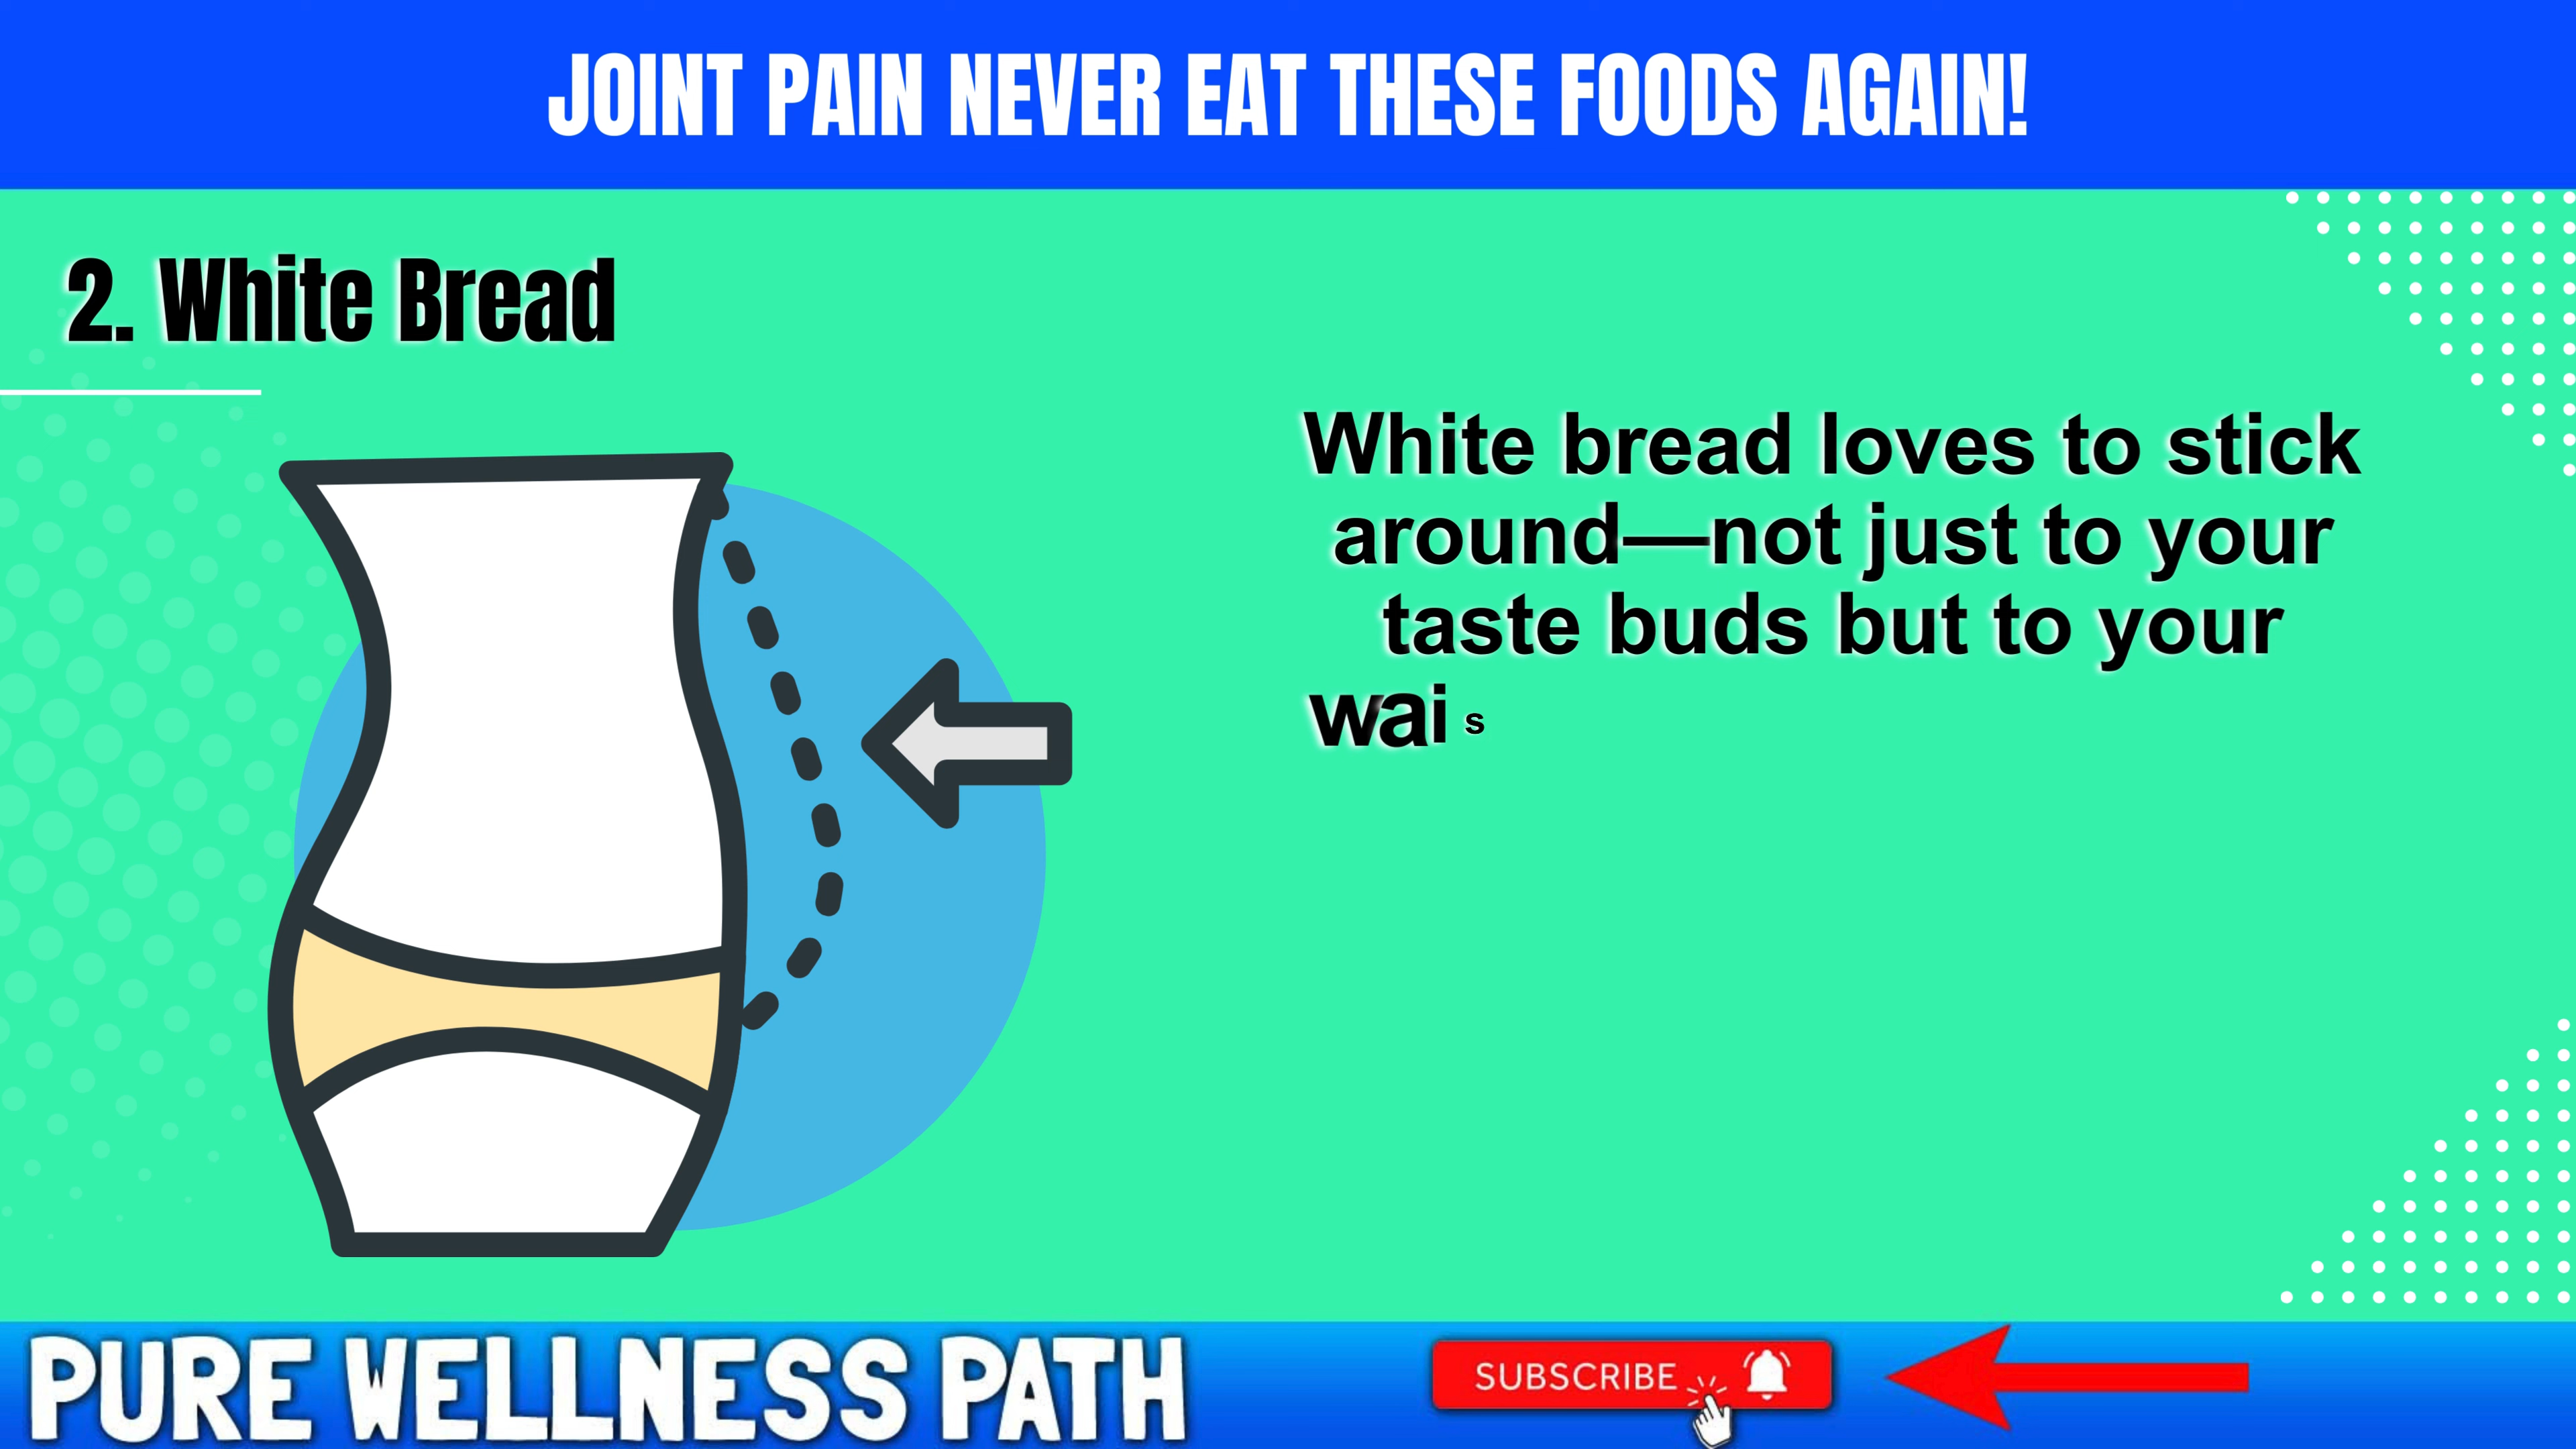 JOINT PAIN NEVER EAT THESE FOODS AGAIN!
2. White Bread
White bread loves to stick
around—not just to your
taste buds but to your
wais
PURE WELLNESS PATH
SUBSCRIBE